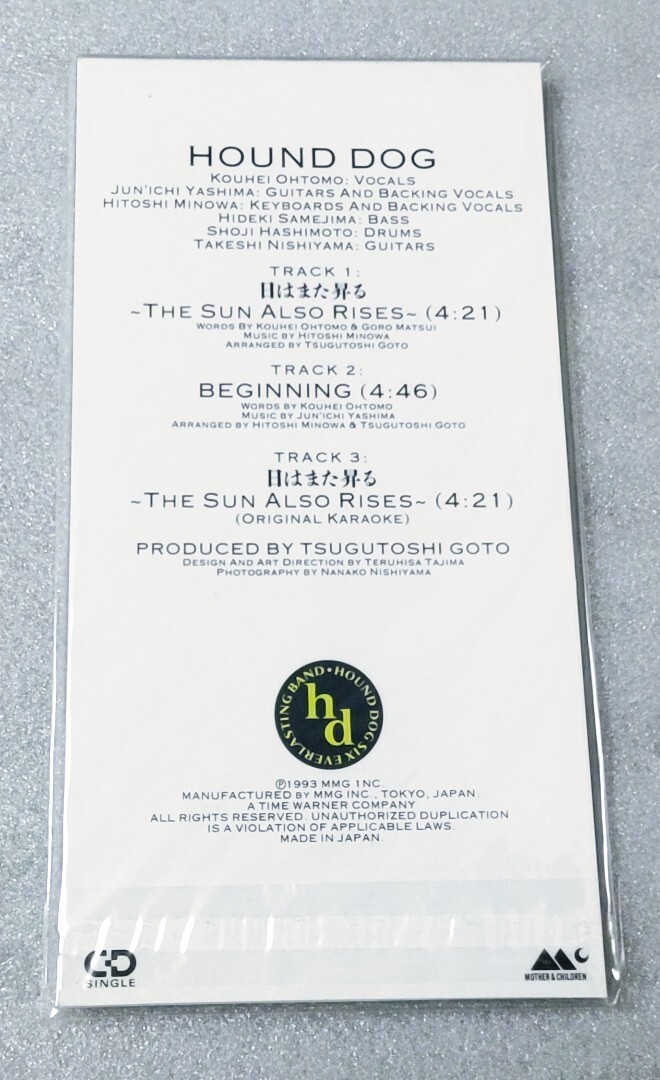 HOUND DOG
KOUHEI OHTOMO: VOCALS
JUN'ICHI YASHIMA: GUITARS AND BACKING VOCALS
HITOSHI MINOWA: KEYBOARDS AND BACKING VOCALS
HIDEKI SAMEJIMA: BASS
SHOJI HASHIMOTO: DRUMS
TAKESHI NISHIYAMA: GUITARS
TRACK 1:
日はまた昇る
~THE SUN ALSO RISES~ (4:21)
WORDS BY KOUHEI OHTOMO & GORO MATSUI
MUSIC BY HITOSHI MINOWA
ARRANGED BY TSUGUTOSHI GOTO
TRACK 2:
BEGINNING (4:46)
WORDS BY KOUHEI OHTOMO
MUSIC BY JUN'ICHI YASHIMA
ARRANGED BY HITOSHI MINOWA & TSUGUTOSHI GOTO
TRACK 3:
日はまた昇る
~THE SUN ALSO RISES~ (4:21)
(ORIGINAL KARAOKE)
PRODUCED BY TSUGUTOSHI GOTO
DESIGN AND ART DIRECTION BY TERUHISA TAJIMA
PHOTOGRAPHY BY NANAKO NISHIYAMA
HOUND DOG SIX EVERLASTING BAND•
hd
℗1993 MMG INC.
MANUFACTURED BY MMG INC., TOKYO, JAPAN.
A TIME WARNER COMPANY
ALL RIGHTS RESERVED. UNAUTHORIZED DUPLICATION
IS A VIOLATION OF APPLICABLE LAWS.
MADE IN JAPAN.
CD
SINGLE
MOTHER & CHILDREN